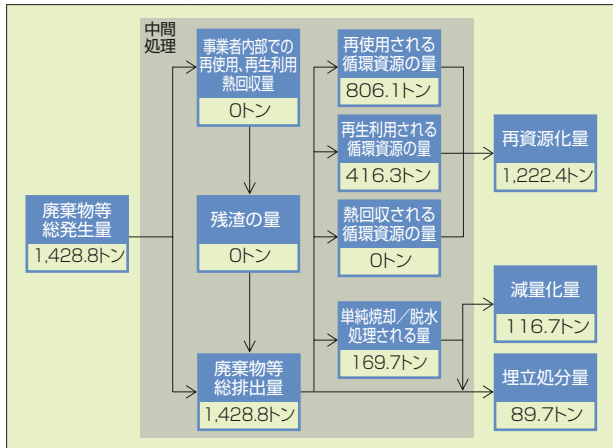 中間
処理
事業者内部での
再使用、再生利用
熱回収量
0トン
再使用される
循環資源の量
806.1トン
再生利用される
循環資源の量
416.3トン
再資源化量
1,222.4トン
廃棄物等
総発生量
1,428.8トン
残渣の量
0トン
熱回収される
循環資源の量
0トン
単純焼却／脱水
処理される量
169.7トン
減量化量
116.7トン
廃棄物等
総排出量
1,428.8トン
埋立処分量
89.7トン